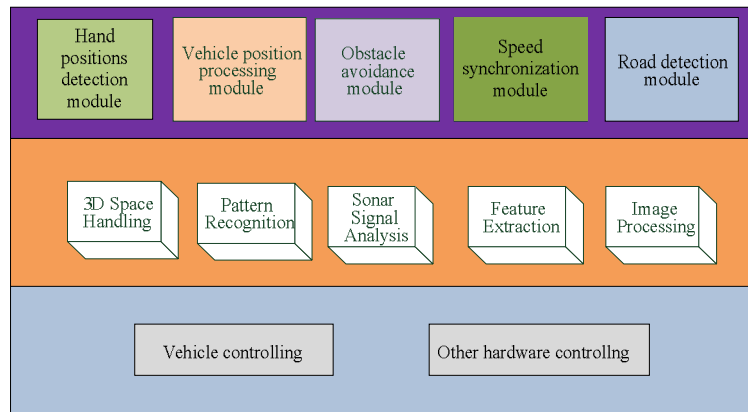 Hand
positions
detection
module
Vehicle position
processing
module
Obstacle
avoidance
module
Speed
synchronization
module
Road detection
module
3D Space
Handling
Pattern
Recognition
Sonar
Signal
Analysis
Feature
Extraction
Image
Processing
Vehicle controlling
Other hardware controllng